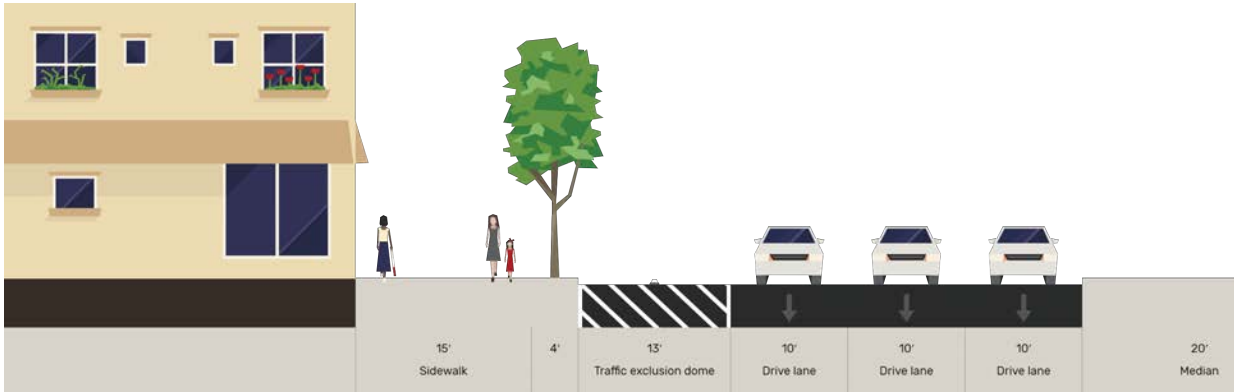 15'
Sidewalk
4'
13'
Traffic exclusion dome
10'
Drive lane
10'
Drive lane
10'
Drive lane
20'
Median